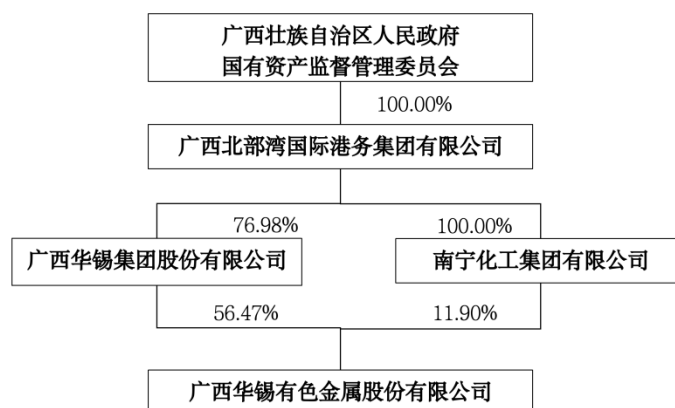 广西壮族自治区人民政府
国有资产监督管理委员会
100.00%
广西北部湾国际港务集团有限公司
76.98%
100.00%
广西华锡集团股份有限公司
南宁化工集团有限公司
56.47%
11.90%
广西华锡有色金属股份有限公司